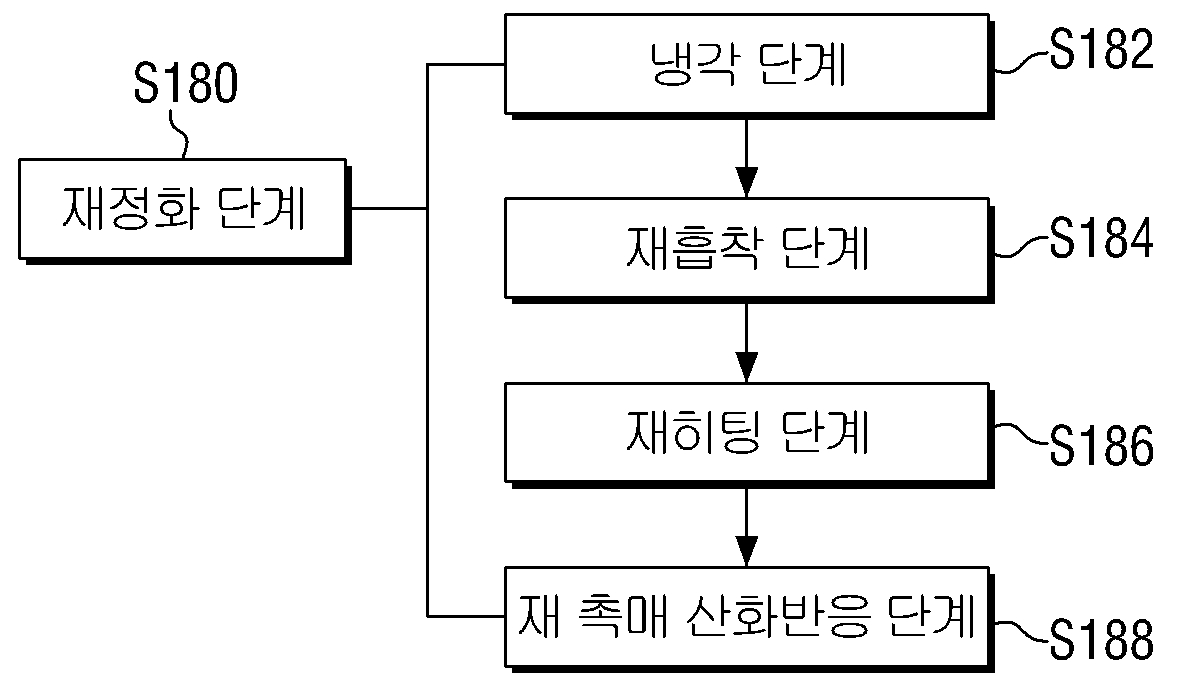 S180
재정화 단계
냉각 단계
S182
재흡착 단계
S184
재히팅 단계
S186
재 촉매 산화반응 단계
S188